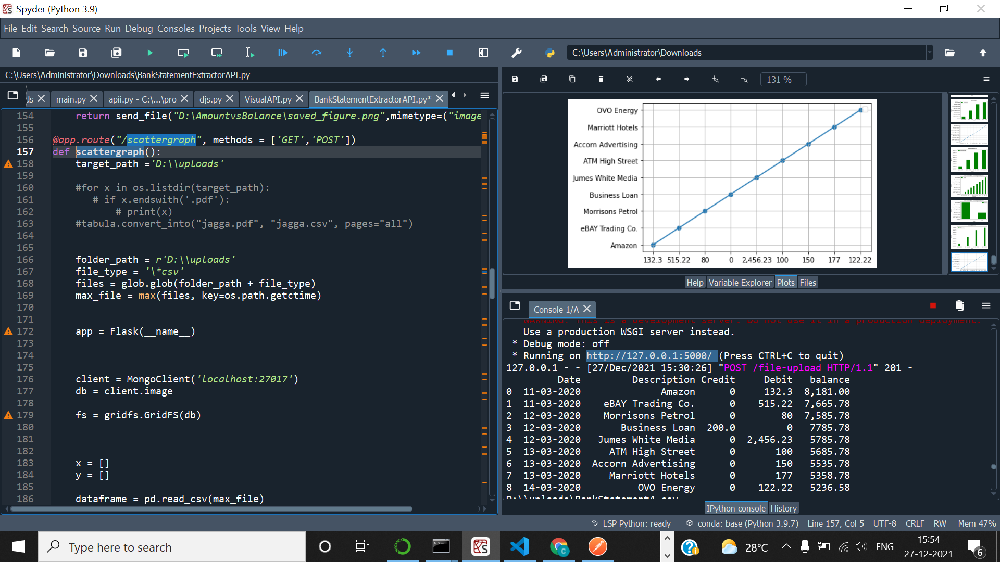 Spyder (Python 3.9)
File Edit Search Source Run Debug Consoles Projects Tools View Help
C:\Users\Administrator\Downloads
C:\Users\Administrator\Downloads\BankStatementExtractorAPI.py
ds main.py apii.py - C:\...\pro djs.py VisualAPI.py BankStatementExtractorAPI.py*
154 return send_file("D:\AmountvsBalance\saved_figure.png",mimetype=("image
155
156 @app.route("/scattergraph", methods = ['GET','POST'])
157 def scattergraph():
158 target_path ='D:\\uploads'
159
160 #for x in os.listdir(target_path):
161 # if x.endswith('.pdf'):
162 # print(x)
163 #tabula.convert_into("jagga.pdf", "jagga.csv", pages="all")
164
165
166 folder_path = r'D:\\uploads'
167 file_type = '\*csv'
168 files = glob.glob(folder_path + file_type)
169 max_file = max(files, key=os.path.getctime)
170
171
172 app = Flask(__name__)
173
174
175
176 client = MongoClient('localhost:27017')
177 db = client.image
178
179 fs = gridfs.GridFS(db)
180
181
182
183 x = []
184 y = []
185
186 dataframe = pd.read_csv(max_file)
131 %
OVO Energy
Marriott Hotels
Accorn Advertising
ATM High Street
Jumes White Media
Business Loan
Morrisons Petrol
eBAY Trading Co.
Amazon
132.3 515.22 80 0 2,456.23 100 150 177 122.22
Help Variable Explorer Plots Files
Console 1/A
WARNING: This is a development server. Do not use it in a production deployment.
Use a production WSGI server instead.
* Debug mode: off
* Running on http://127.0.0.1:5000/ (Press CTRL+C to quit)
127.0.0.1 - - [27/Dec/2021 15:30:26] "POST /file-upload HTTP/1.1" 201 -
Date Description Credit Debit balance
0 11-03-2020 Amazon 0 132.3 8,181.00
1 11-03-2020 eBAY Trading Co. 0 515.22 7,665.78
2 12-03-2020 Morrisons Petrol 0 80 7,585.78
3 12-03-2020 Business Loan 200.0 0 7785.78
4 12-03-2020 Jumes White Media 0 2,456.23 5785.78
5 13-03-2020 ATM High Street 0 100 5685.78
6 13-03-2020 Accorn Advertising 0 150 5535.78
7 13-03-2020 Marriott Hotels 0 177 5358.78
8 14-03-2020 OVO Energy 0 122.22 5236.58
D:\\uploads\BankStatement4.csv
IPython console History
LSP Python: ready conda: base (Python 3.9.7) Line 157, Col 5 UTF-8 CRLF RW Mem 47%
Type here to search
28°C ENG
15:54
27-12-2021
6